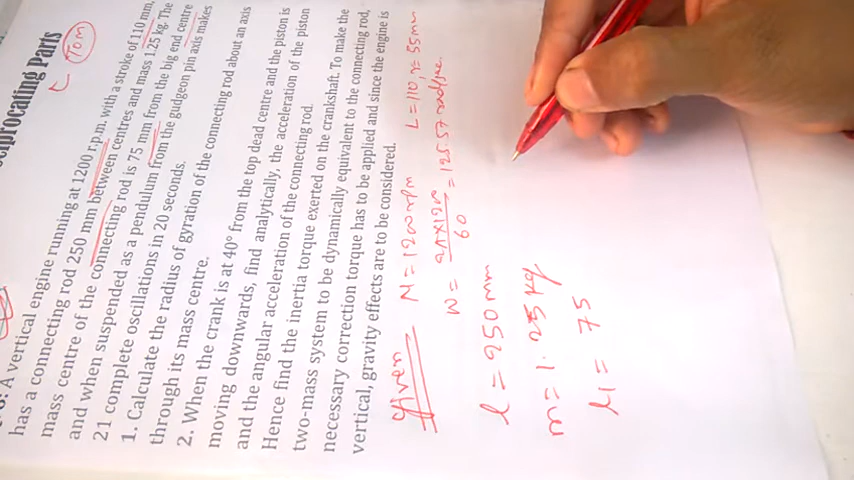 ciprocating Parts
TOM
: A vertical engine running at 1200 r.p.m. with a stroke of 110 mm,
has a connecting rod 250 mm between centres and mass 1.25 kg. The
mass centre of the connecting rod is 75 mm from the big end centre
and when suspended as a pendulum from the gudgeon pin axis makes
21 complete oscillations in 20 seconds.
1. Calculate the radius of gyration of the connecting rod about an axis
through its mass centre.
2. When the crank is at 40° from the top dead centre and the piston is
moving downwards, find analytically, the acceleration of the piston
and the angular acceleration of the connecting rod.
Hence find the inertia torque exerted on the crankshaft. To make the
two-mass system to be dynamically equivalent to the connecting rod,
necessary correction torque has to be applied and since the engine is
vertical, gravity effects are to be considered.
Given N = 1200 r/p/m L = 110, r = 55 mm
W = 2π×1200/60 = 125.57 rad/sec
l = 250 mm
m = 1.25 kg
l1 = 75